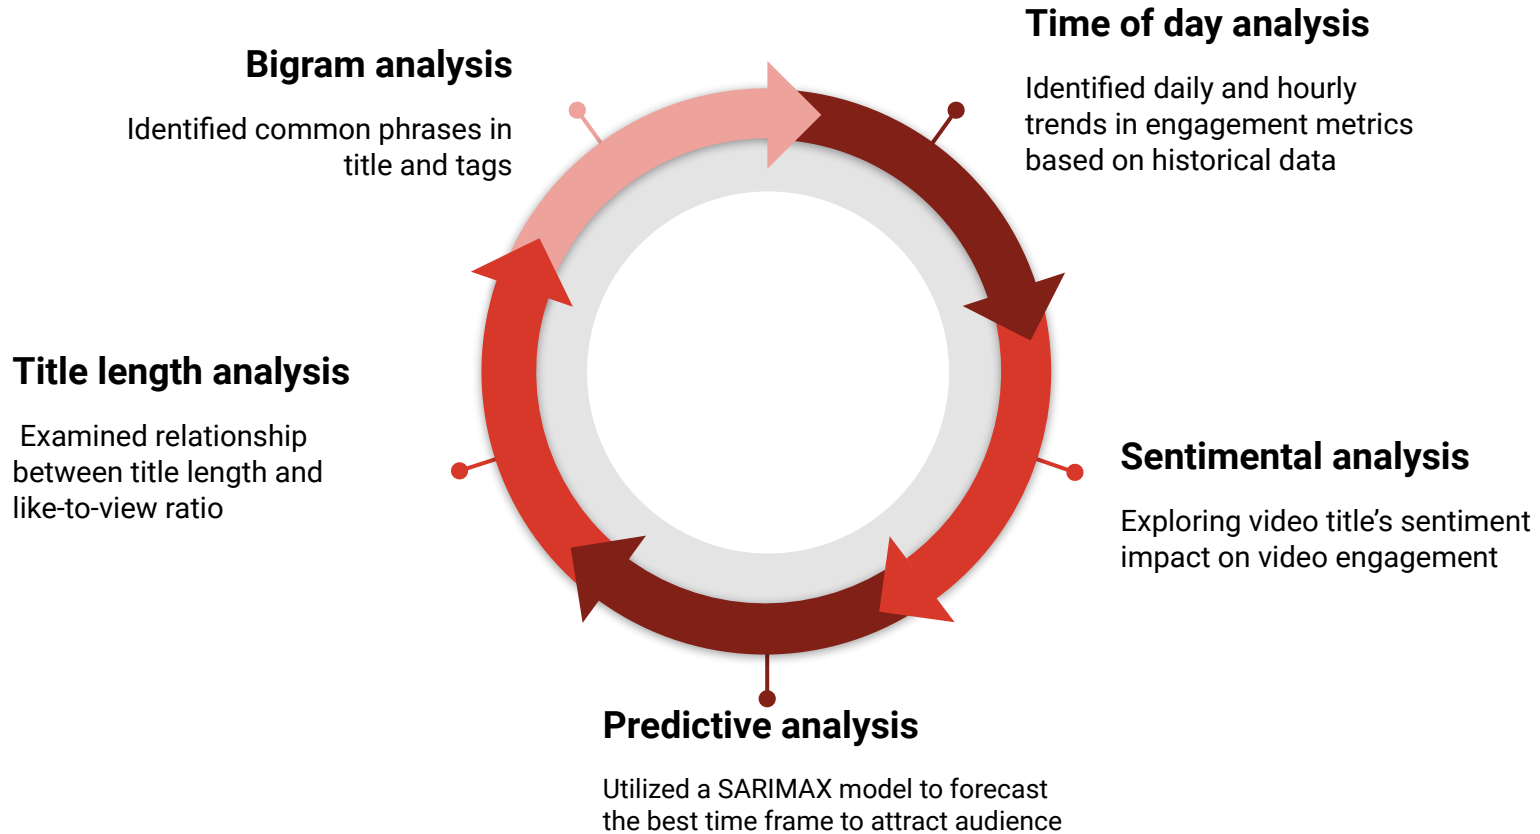 Bigram analysis
Identified common phrases in
title and tags
Time of day analysis
Identified daily and hourly
trends in engagement metrics
based on historical data
Title length analysis
Examined relationship
between title length and
like-to-view ratio
Sentimental analysis
Exploring video title’s sentiment
impact on video engagement
Predictive analysis
Utilized a SARIMAX model to forecast
the best time frame to attract audience